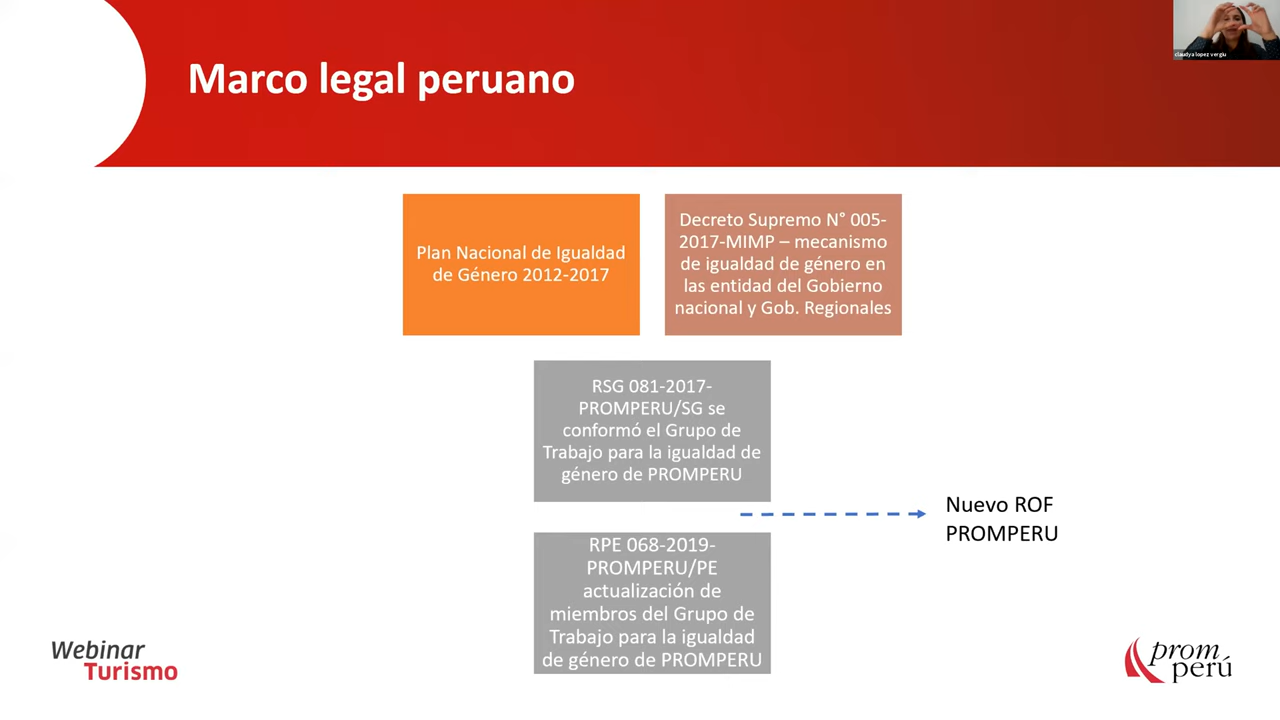 claudya lopez vergiu
Marco legal peruano
Plan Nacional de Igualdad
de Género 2012-2017
Decreto Supremo N° 005-
2017-MIMP – mecanismo
de igualdad de género en
las entidad del Gobierno
nacional y Gob. Regionales
RSG 081-2017-
PROMPERU/SG se
conformó el Grupo de
Trabajo para la igualdad de
género de PROMPERU
Nuevo ROF
PROMPERU
RPE 068-2019-
PROMPERU/PE
actualización de
miembros del Grupo de
Trabajo para la igualdad
de género de PROMPERU
Webinar
Turismo
prom
perú